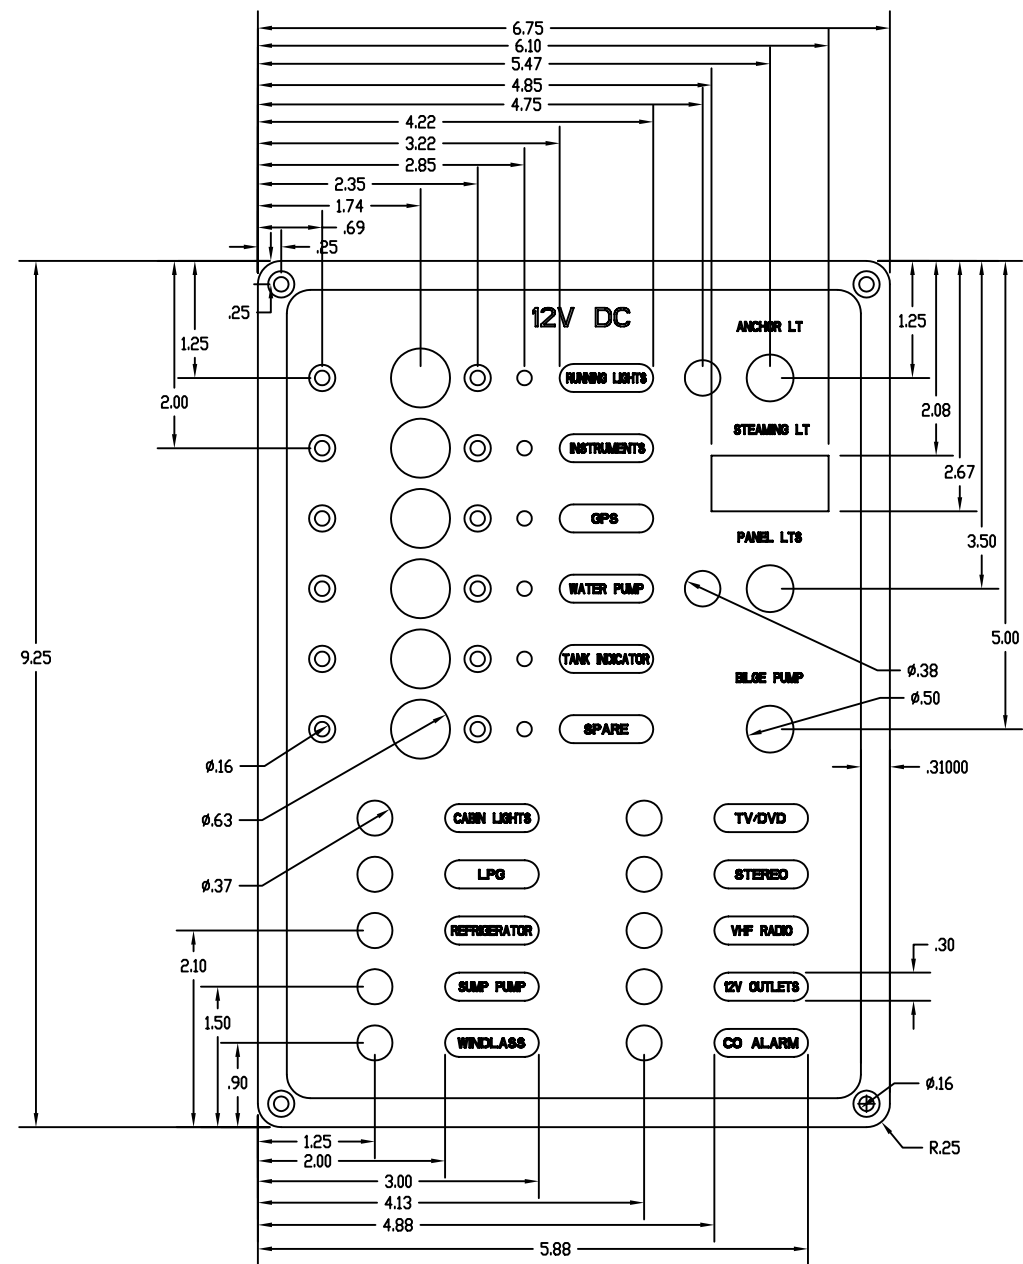 6.75
6.10
5.47
4.85
4.75
4.22
3.22
2.85
2.35
1.74
.69
.25
.25
12V DC
ANCHOR LT
1.25
1.25
RUNNING LIGHTS
2.00
2.08
STEAMING LT
INSTRUMENTS
2.67
GPS
PANEL LTS
3.50
WATER PUMP
5.00
9.25
TANK INDICATOR
Ø.38
BILGE PUMP
Ø.50
SPARE
Ø.16
.31000
Ø.63
CABIN LIGHTS
TV/DVD
LPG
STEREO
Ø.37
REFRIGERATOR
VHF RADIO
.30
2.10
SUMP PUMP
12V OUTLETS
1.50
WINDLASS
CO ALARM
.90
Ø.16
1.25
R.25
2.00
3.00
4.13
4.88
5.88